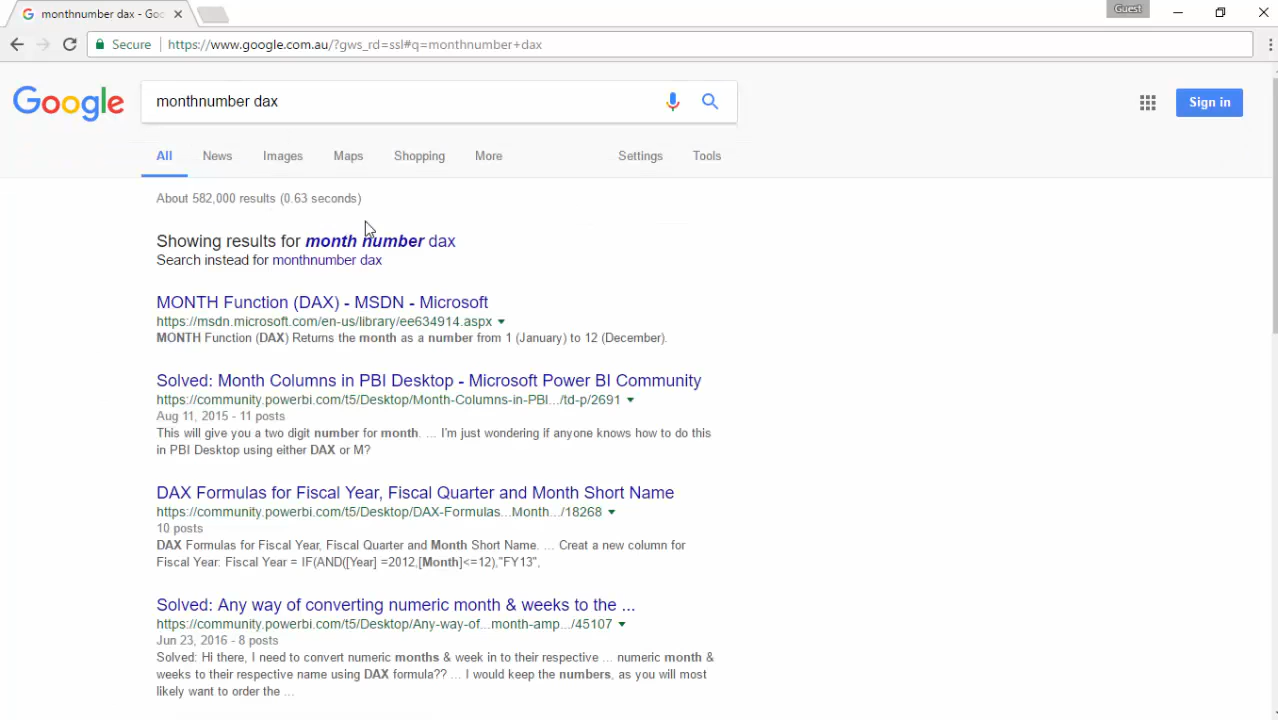 monthnumber dax - Goo
Guest
Secure
https://www.google.com.au/?gws_rd=ssl#q=monthnumber+dax
Google
monthnumber dax
Sign in
All News Images Maps Shopping More Settings Tools
About 582,000 results (0.63 seconds)
Showing results for month number dax
Search instead for monthnumber dax
MONTH Function (DAX) - MSDN - Microsoft
https://msdn.microsoft.com/en-us/library/ee634914.aspx
MONTH Function (DAX) Returns the month as a number from 1 (January) to 12 (December).
Solved: Month Columns in PBI Desktop - Microsoft Power BI Community
https://community.powerbi.com/t5/Desktop/Month-Columns-in-PBI.../td-p/2691
Aug 11, 2015 - 11 posts
This will give you a two digit number for month. ... I'm just wondering if anyone knows how to do this
in PBI Desktop using either DAX or M?
DAX Formulas for Fiscal Year, Fiscal Quarter and Month Short Name
https://community.powerbi.com/t5/Desktop/DAX-Formulas...Month.../18268
10 posts
DAX Formulas for Fiscal Year, Fiscal Quarter and Month Short Name. ... Creat a new column for
Fiscal Year: Fiscal Year = IF(AND([Year] =2012,[Month]<=12),"FY13",
Solved: Any way of converting numeric month & weeks to the ...
https://community.powerbi.com/t5/Desktop/Any-way-of...month-amp.../45107
Jun 23, 2016 - 8 posts
Solved: Hi there, I need to convert numeric months & week in to their respective ... numeric month &
weeks to their respective name using DAX formula?? ... I would keep the numbers, as you will most
likely want to order the ...